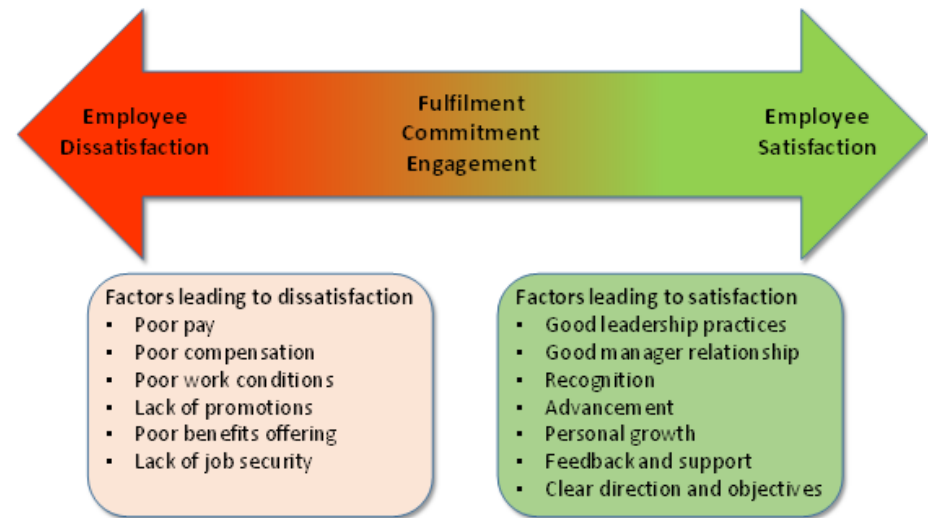 Employee
Dissatisfaction
Fulfilment
Commitment
Engagement
Employee
Satisfaction
Factors leading to dissatisfaction
▪ Poor pay
▪ Poor compensation
▪ Poor work conditions
▪ Lack of promotions
▪ Poor benefits offering
▪ Lack of job security
Factors leading to satisfaction
▪ Good leadership practices
▪ Good manager relationship
▪ Recognition
▪ Advancement
▪ Personal growth
▪ Feedback and support
▪ Clear direction and objectives